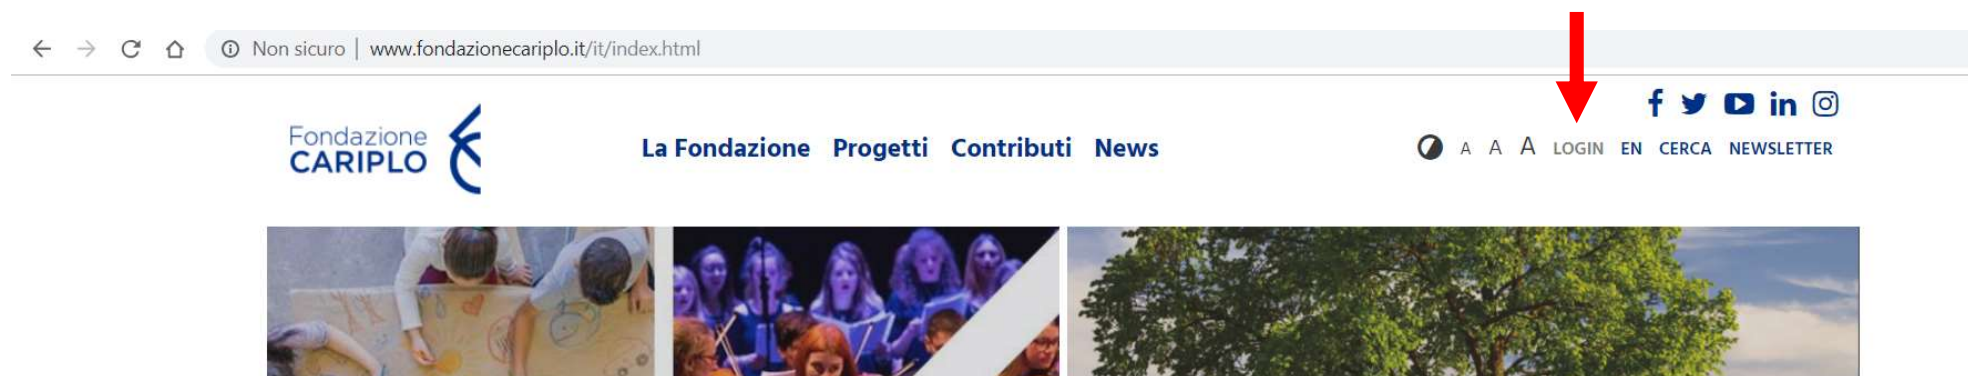 Non sicuro | www.fondazionecariplo.it/it/index.html
Fondazione
CARIPLO
La Fondazione Progetti Contributi News
A A A LOGIN EN CERCA NEWSLETTER